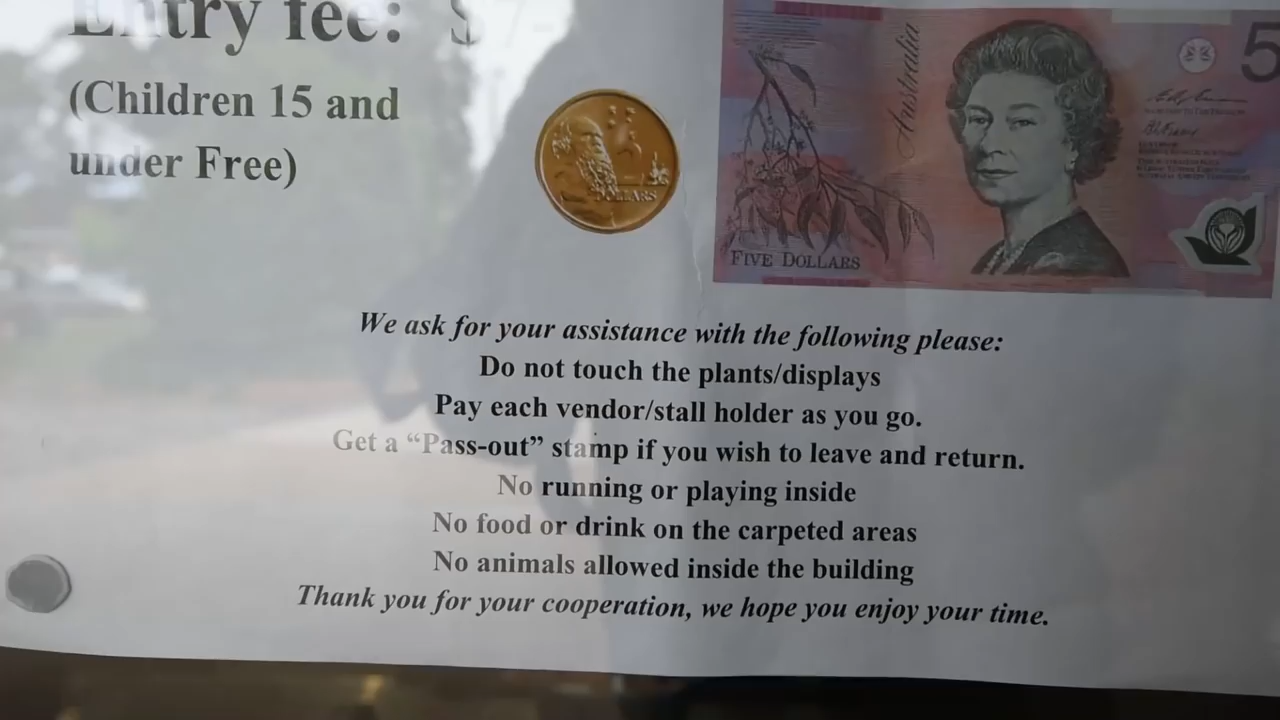 Entry fee: $7
(Children 15 and
under Free)
DOLLARS
Australia
5
FIVE DOLLARS
We ask for your assistance with the following please:
Do not touch the plants/displays
Pay each vendor/stall holder as you go.
Get a “Pass-out” stamp if you wish to leave and return.
No running or playing inside
No food or drink on the carpeted areas
No animals allowed inside the building
Thank you for your cooperation, we hope you enjoy your time.